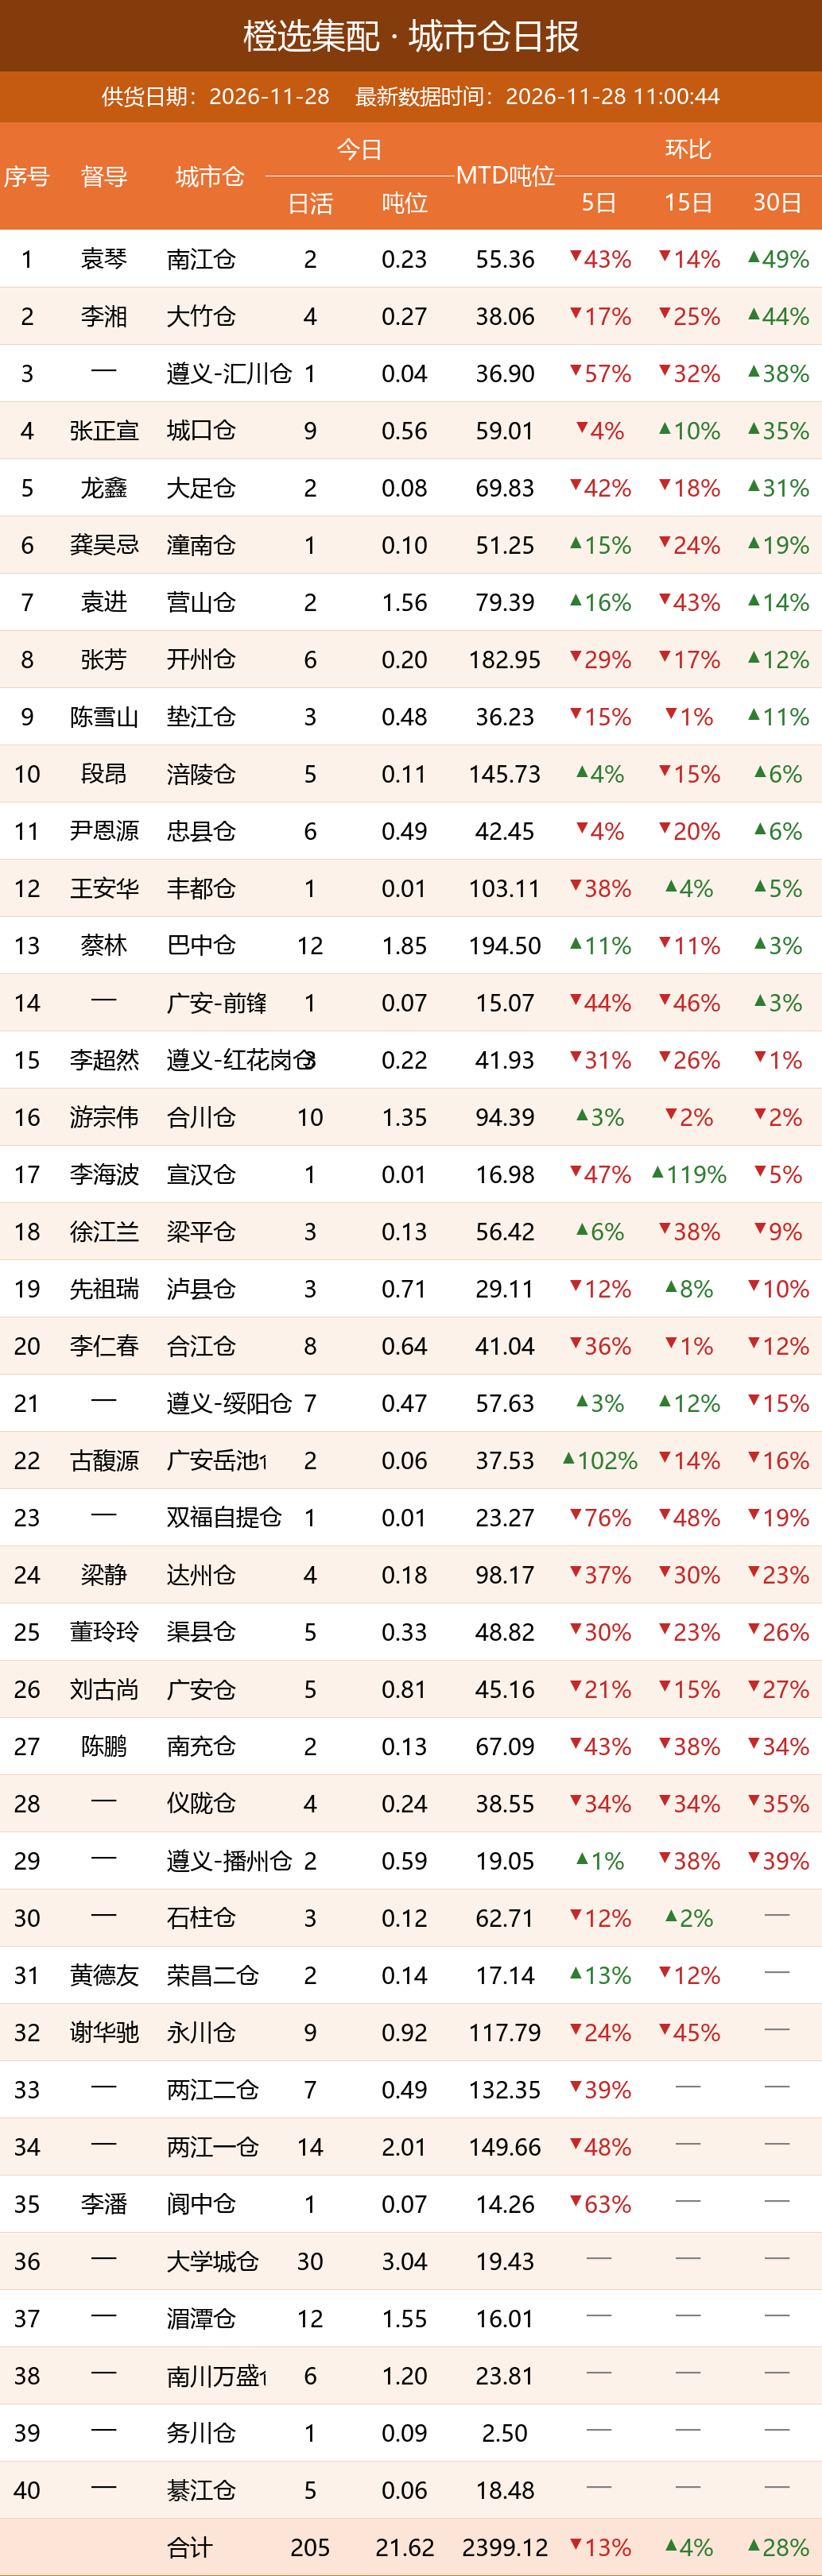 橙选集配 · 城市仓日报
供货日期：2026-11-28 最新数据时间：2026-11-28 11:00:44
序号 督导 城市仓 今日 MTD吨位 环比
日活 吨位 5日 15日 30日
1 袁琴 南江仓 2 0.23 55.36 ▼43% ▼14% ▲49%
2 李湘 大竹仓 4 0.27 38.06 ▼17% ▼25% ▲44%
3 — 遵义-汇川仓 1 0.04 36.90 ▼57% ▼32% ▲38%
4 张正宣 城口仓 9 0.56 59.01 ▼4% ▲10% ▲35%
5 龙鑫 大足仓 2 0.08 69.83 ▼42% ▼18% ▲31%
6 龚吴忌 潼南仓 1 0.10 51.25 ▲15% ▼24% ▲19%
7 袁进 营山仓 2 1.56 79.39 ▲16% ▼43% ▲14%
8 张芳 开州仓 6 0.20 182.95 ▼29% ▼17% ▲12%
9 陈雪山 垫江仓 3 0.48 36.23 ▼15% ▼1% ▲11%
10 段昂 涪陵仓 5 0.11 145.73 ▲4% ▼15% ▲6%
11 尹恩源 忠县仓 6 0.49 42.45 ▼4% ▼20% ▲6%
12 王安华 丰都仓 1 0.01 103.11 ▼38% ▲4% ▲5%
13 蔡林 巴中仓 12 1.85 194.50 ▲11% ▼11% ▲3%
14 — 广安-前锋 1 0.07 15.07 ▼44% ▼46% ▲3%
15 李超然 遵义-红花岗仓 3 0.22 41.93 ▼31% ▼26% ▼1%
16 游宗伟 合川仓 10 1.35 94.39 ▲3% ▼2% ▼2%
17 李海波 宣汉仓 1 0.01 16.98 ▼47% ▲119% ▼5%
18 徐江兰 梁平仓 3 0.13 56.42 ▲6% ▼38% ▼9%
19 先祖瑞 泸县仓 3 0.71 29.11 ▼12% ▲8% ▼10%
20 李仁春 合江仓 8 0.64 41.04 ▼36% ▼1% ▼12%
21 — 遵义-绥阳仓 7 0.47 57.63 ▲3% ▲12% ▼15%
22 古馥源 广安岳池 2 0.06 37.53 ▲102% ▼14% ▼16%
23 — 双福自提仓 1 0.01 23.27 ▼76% ▼48% ▼19%
24 梁静 达州仓 4 0.18 98.17 ▼37% ▼30% ▼23%
25 董玲玲 渠县仓 5 0.33 48.82 ▼30% ▼23% ▼26%
26 刘古尚 广安仓 5 0.81 45.16 ▼21% ▼15% ▼27%
27 陈鹏 南充仓 2 0.13 67.09 ▼43% ▼38% ▼34%
28 — 仪陇仓 4 0.24 38.55 ▼34% ▼34% ▼35%
29 — 遵义-播州仓 2 0.59 19.05 ▲1% ▼38% ▼39%
30 — 石柱仓 3 0.12 62.71 ▼12% ▲2% —
31 黄德友 荣昌二仓 2 0.14 17.14 ▲13% ▼12% —
32 谢华驰 永川仓 9 0.92 117.79 ▼24% ▼45% —
33 — 两江二仓 7 0.49 132.35 ▼39% — —
34 — 两江一仓 14 2.01 149.66 ▼48% — —
35 李潘 阆中仓 1 0.07 14.26 ▼63% — —
36 — 大学城仓 30 3.04 19.43 — — —
37 — 湄潭仓 12 1.55 16.01 — — —
38 — 南川万盛 6 1.20 23.81 — — —
39 — 务川仓 1 0.09 2.50 — — —
40 — 綦江仓 5 0.06 18.48 — — —
合计 205 21.62 2399.12 ▼13% ▲4% ▲28%